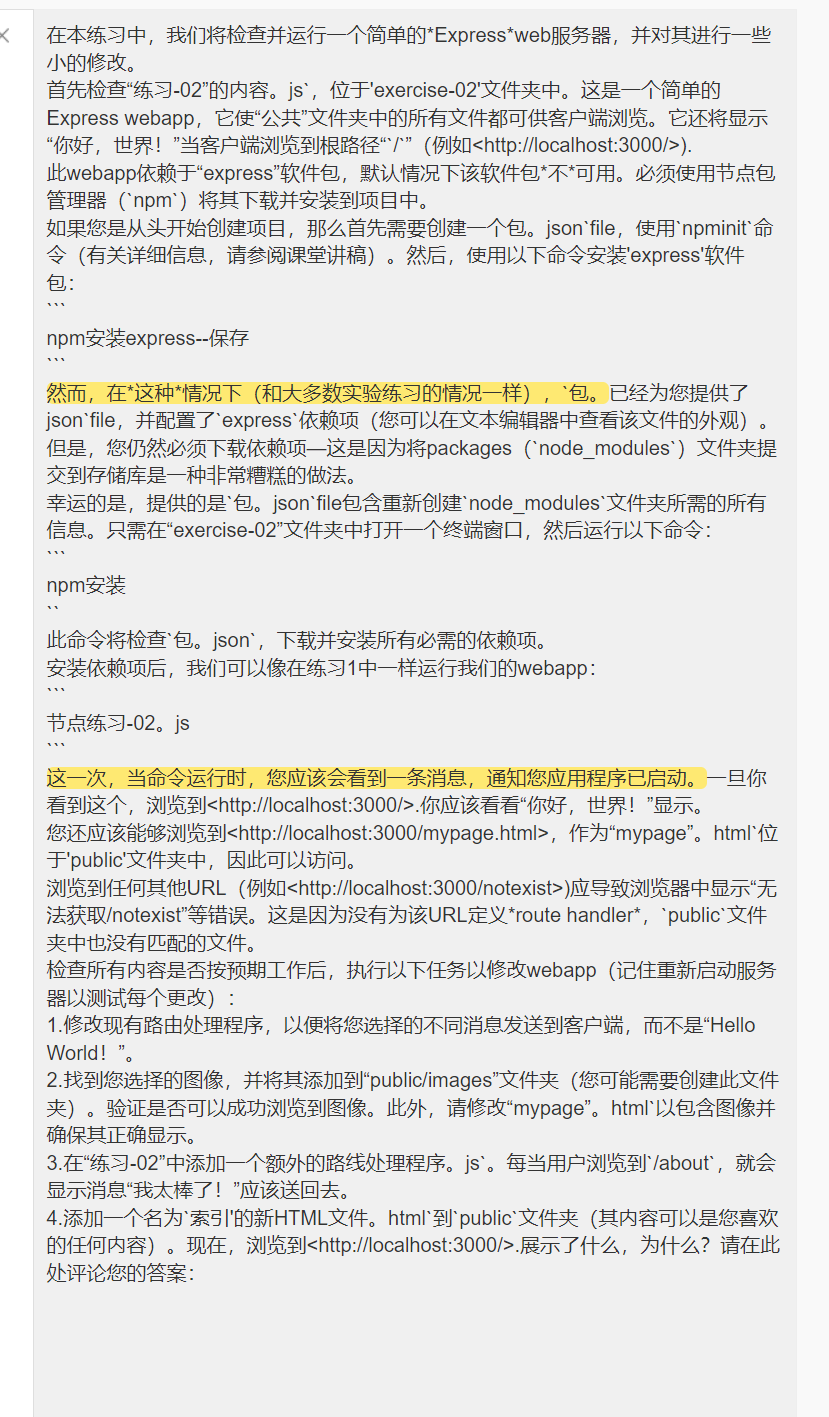 在本练习中，我们将检查并运行一个简单的*Express*web服务器，并对其进行一些
小的修改。
首先检查“练习-02”的内容。js`，位于'exercise-02'文件夹中。这是一个简单的
Express webapp，它使“公共”文件夹中的所有文件都可供客户端浏览。它还将显示
“你好，世界！”当客户端浏览到根路径“`/`”（例如<http://localhost:3000/>).
此webapp依赖于“express”软件包，默认情况下该软件包*不*可用。必须使用节点包
管理器（`npm`）将其下载并安装到项目中。
如果您是从头开始创建项目，那么首先需要创建一个包。json`file，使用`npminit`命
令（有关详细信息，请参阅课堂讲稿）。然后，使用以下命令安装'express'软件
包：
```
npm安装express--保存
```
然而，在*这种*情况下（和大多数实验练习的情况一样），`包。已经为您提供了
json`file，并配置了`express`依赖项（您可以在文本编辑器中查看该文件的外观）。
但是，您仍然必须下载依赖项—这是因为将packages（`node_modules`）文件夹提
交到存储库是一种非常糟糕的做法。
幸运的是，提供的是`包。json`file包含重新创建`node_modules`文件夹所需的所有
信息。只需在“exercise-02”文件夹中打开一个终端窗口，然后运行以下命令：
```
npm安装
``
此命令将检查`包。json`，下载并安装所有必需的依赖项。
安装依赖项后，我们可以像在练习1中一样运行我们的webapp：
```
节点练习-02。js
```
这一次，当命令运行时，您应该会看到一条消息，通知您应用程序已启动。一旦你
看到这个，浏览到<http://localhost:3000/>.你应该看看“你好，世界！”显示。
您还应该能够浏览到<http://localhost:3000/mypage.html>，作为“mypage”。html`位
于'public'文件夹中，因此可以访问。
浏览到任何其他URL（例如<http://localhost:3000/notexist>)应导致浏览器中显示“无
法获取/notexist”等错误。这是因为没有为该URL定义*route handler*，`public`文件
夹中也没有匹配的文件。
检查所有内容是否按预期工作后，执行以下任务以修改webapp（记住重新启动服务
器以测试每个更改）：
1.修改现有路由处理程序，以便将您选择的不同消息发送到客户端，而不是“Hello
World！”。
2.找到您选择的图像，并将其添加到“public/images”文件夹（您可能需要创建此文件
夹）。验证是否可以成功浏览到图像。此外，请修改“mypage”。html`以包含图像并
确保其正确显示。
3.在“练习-02”中添加一个额外的路线处理程序。js`。每当用户浏览到`/about`，就会
显示消息“我太棒了！”应该送回去。
4.添加一个名为`索引'的新HTML文件。html`到`public`文件夹（其内容可以是您喜欢
的任何内容）。现在，浏览到<http://localhost:3000/>.展示了什么，为什么？请在此
处评论您的答案：